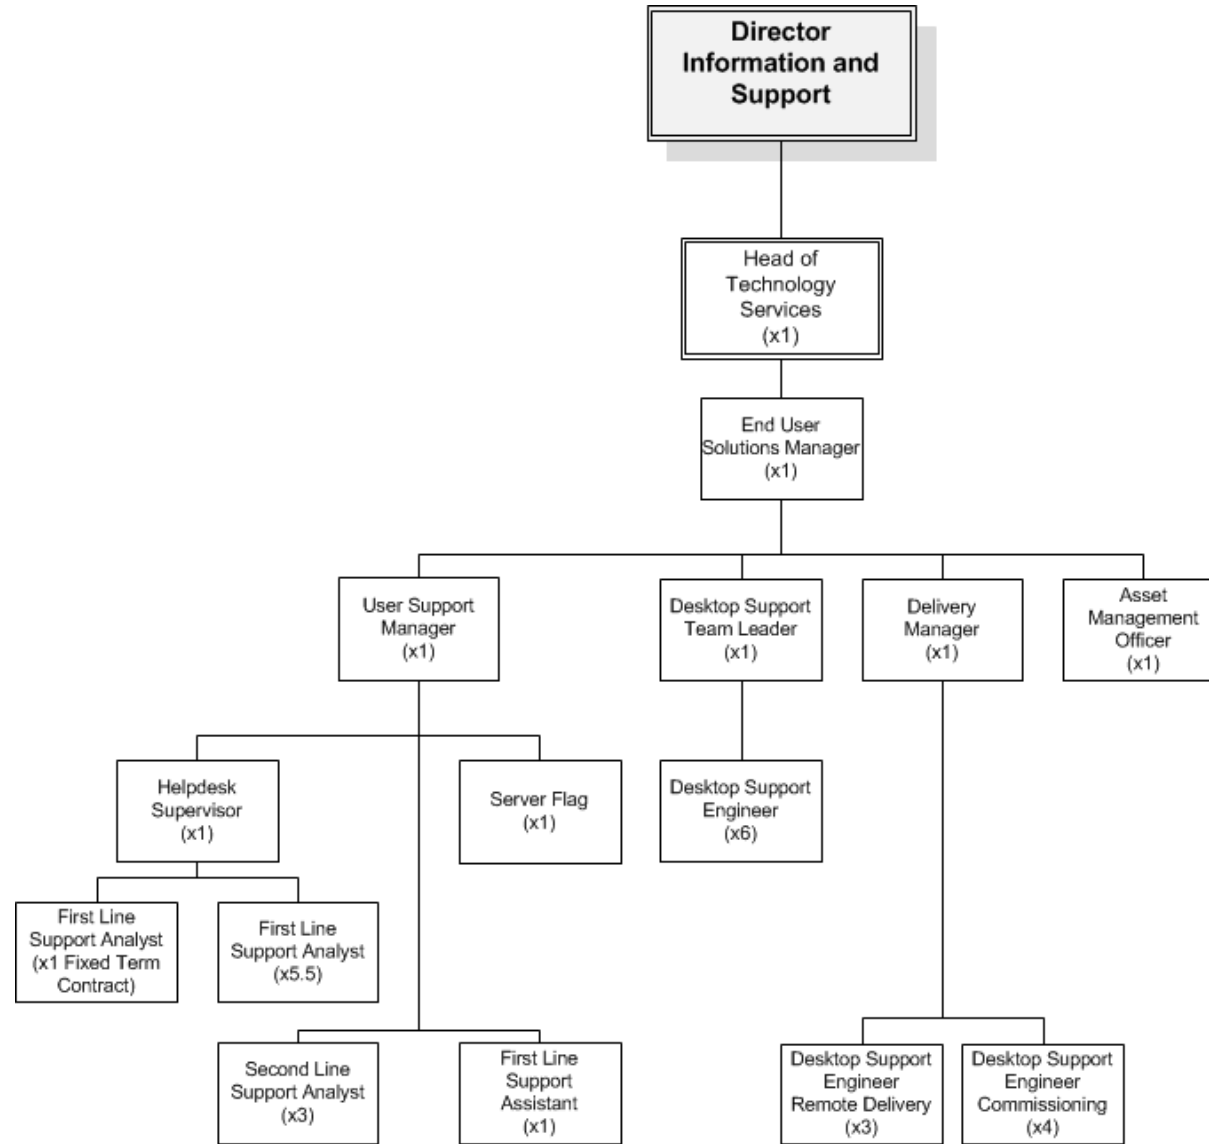 Director
Information and
Support
Head of
Technology
Services
(x1)
End User
Solutions Manager
(x1)
User Support
Manager
(x1)
Desktop Support
Team Leader
(x1)
Delivery
Manager
(x1)
Asset
Management
Officer
(x1)
Helpdesk
Supervisor
(x1)
Server Flag
(x1)
Desktop Support
Engineer
(x6)
First Line
Support Analyst
(x1 Fixed Term
Contract)
First Line
Support Analyst
(x5.5)
Second Line
Support Analyst
(x3)
First Line
Support
Assistant
(x1)
Desktop Support
Engineer
Remote Delivery
(x3)
Desktop Support
Engineer
Commissioning
(x4)